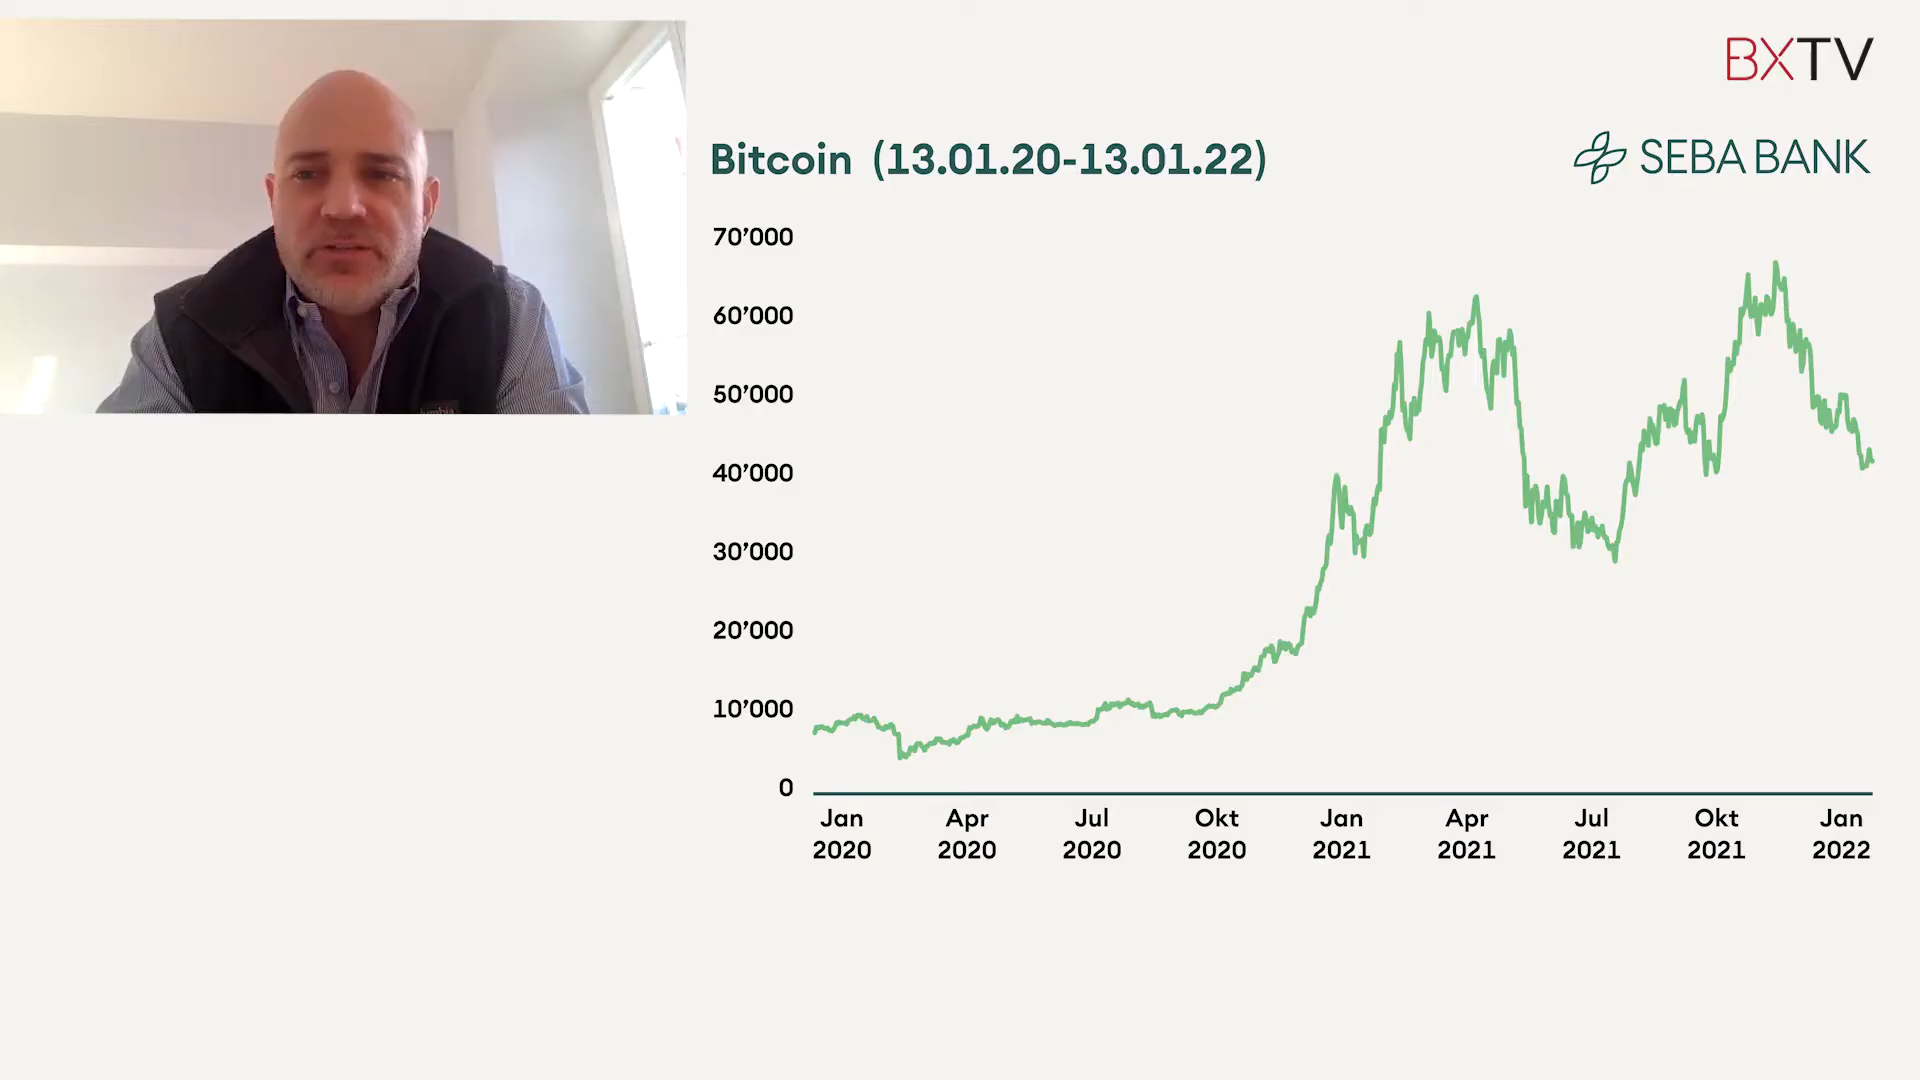 BXTV
Bitcoin (13.01.20-13.01.22)
SEBA BANK
70’000
60’000
50’000
40’000
30’000
20’000
10’000
0
Jan Apr Jul Okt Jan Apr Jul Okt Jan
2020 2020 2020 2020 2021 2021 2021 2021 2022